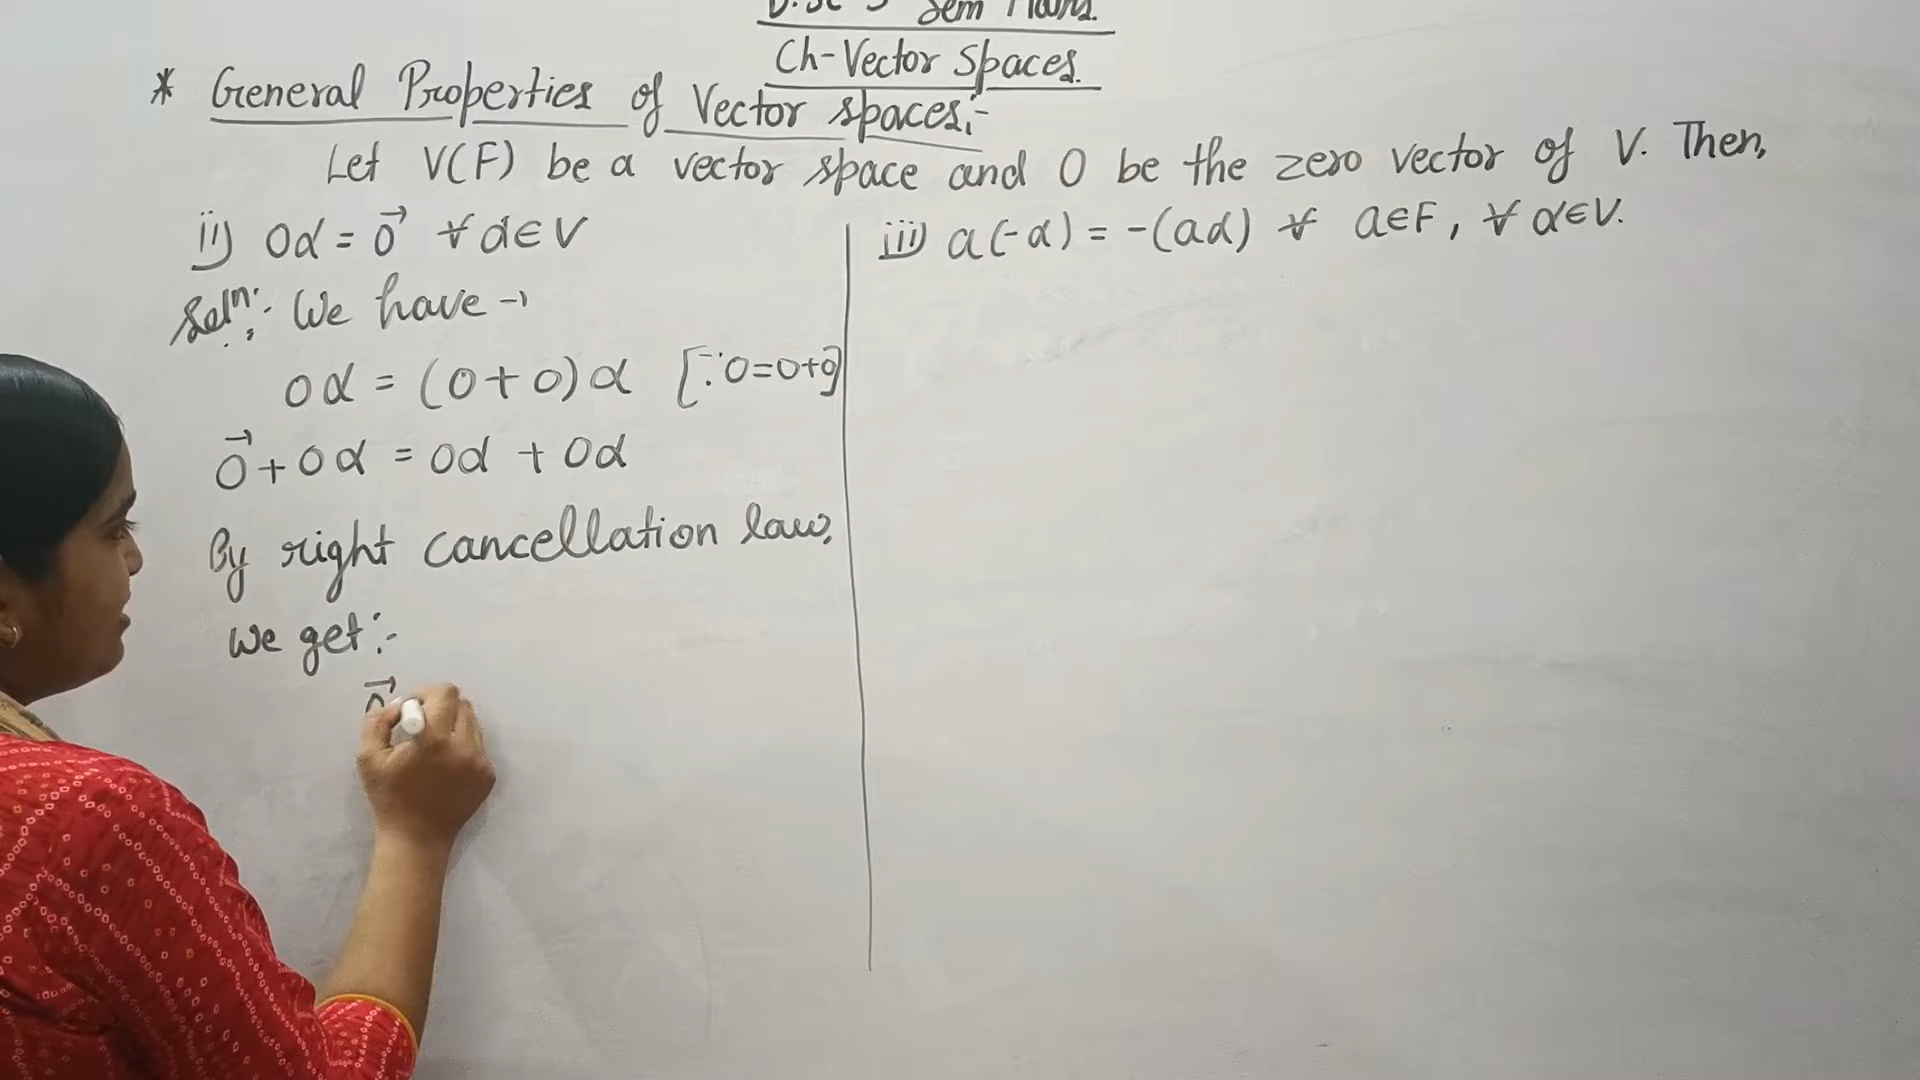 Sem Maths.
Ch-Vector Spaces.
* General Properties of Vector spaces:-
Let V(F) be a vector space and 0 be the zero vector of V. Then,
ii) 0α = 0⃗ ∀ α∈V
Solⁿ:- We have →
0α = (0+0)α [∵0=0+0]
0⃗+0α = 0α + 0α
By right cancellation law,
we get:-
0⃗
iii) a(-α) = -(aα) ∀ a∈F, ∀ α∈V.